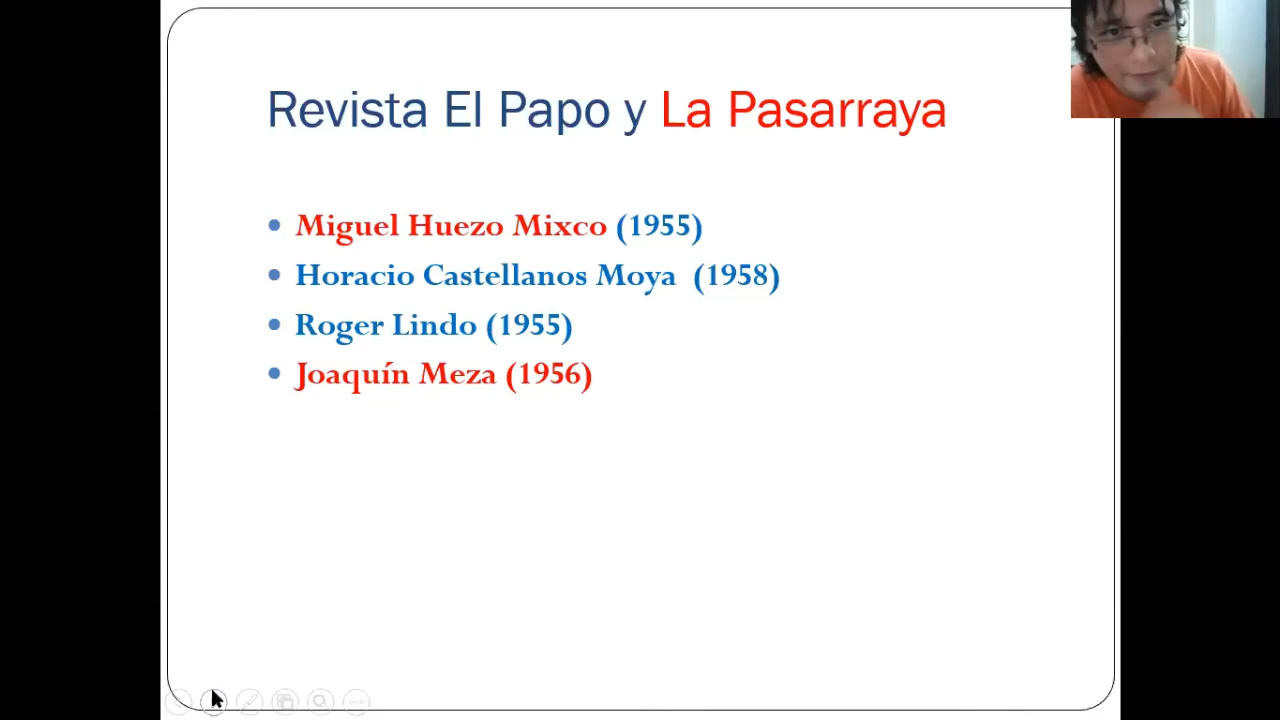 Revista El Papo y La Pasarraya
Miguel Huezo Mixco (1955)
Horacio Castellanos Moya (1958)
Roger Lindo (1955)
Joaquín Meza (1956)